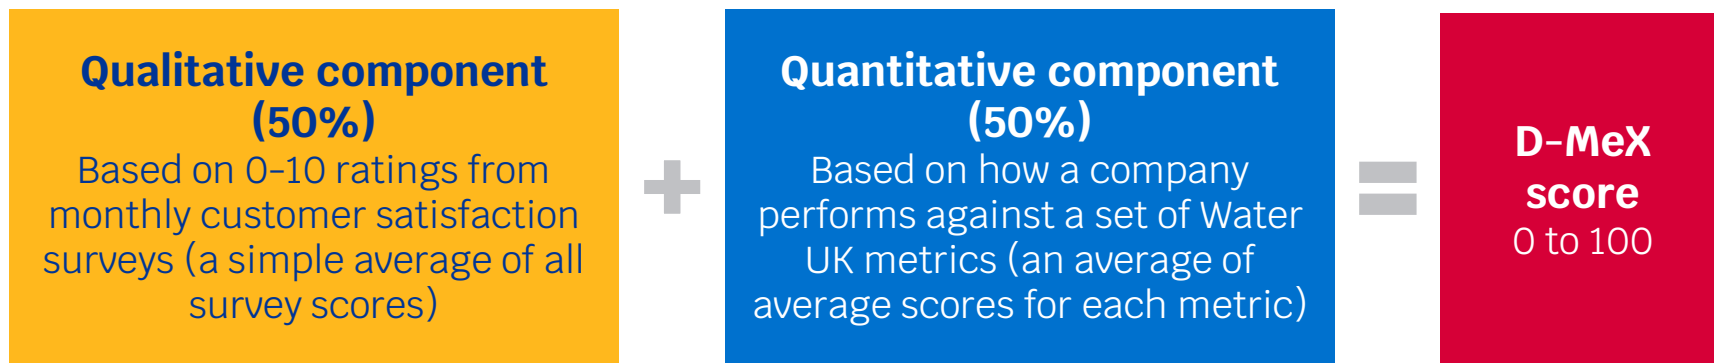 Qualitative component
(50%)
Based on 0-10 ratings from
monthly customer satisfaction
surveys (a simple average of all
survey scores)
+
Quantitative component
(50%)
Based on how a company
performs against a set of Water
UK metrics (an average of
average scores for each metric)
=
D-MeX
score
0 to 100